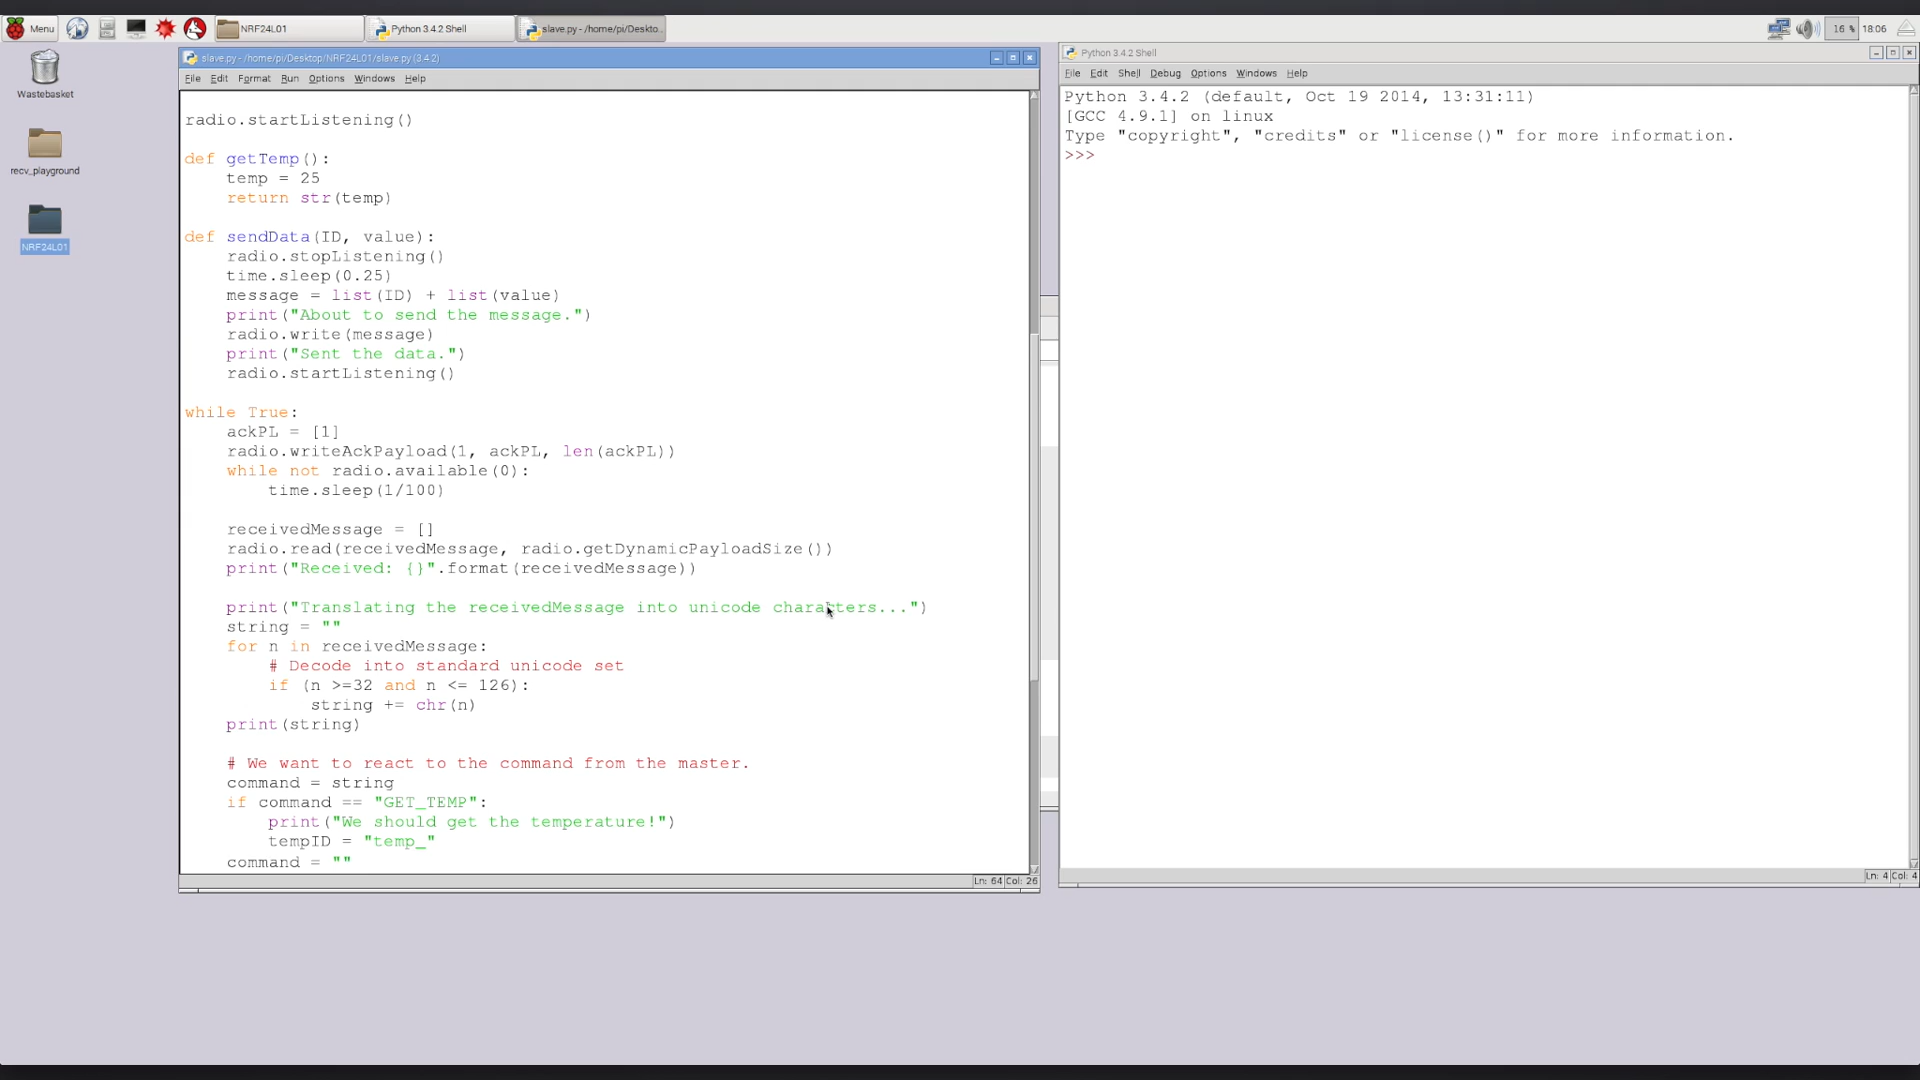 Menu
NRF24L01
Python 3.4.2 Shell
slave.py - /home/pi/Deskto...
16 %
18:06
Wastebasket
recv_playground
NRF24L01
slave.py - /home/pi/Desktop/NRF24L01/slave.py (3.4.2)
File Edit Format Run Options Windows Help
radio.startListening()
def getTemp():
    temp = 25
    return str(temp)
def sendData(ID, value):
    radio.stopListening()
    time.sleep(0.25)
    message = list(ID) + list(value)
    print("About to send the message.")
    radio.write(message)
    print("Sent the data.")
    radio.startListening()
while True:
    ackPL = [1]
    radio.writeAckPayload(1, ackPL, len(ackPL))
    while not radio.available(0):
        time.sleep(1/100)
    receivedMessage = []
    radio.read(receivedMessage, radio.getDynamicPayloadSize())
    print("Received: {}".format(receivedMessage))
    print("Translating the receivedMessage into unicode characters...")
    string = ""
    for n in receivedMessage:
        # Decode into standard unicode set
        if (n >=32 and n <= 126):
            string += chr(n)
    print(string)
    # We want to react to the command from the master.
    command = string
    if command == "GET_TEMP":
        print("We should get the temperature!")
        tempID = "temp_"
    command = ""
Ln: 64 Col: 26
Python 3.4.2 Shell
File Edit Shell Debug Options Windows Help
Python 3.4.2 (default, Oct 19 2014, 13:31:11)
[GCC 4.9.1] on linux
Type "copyright", "credits" or "license()" for more information.
>>>
Ln: 4 Col: 4